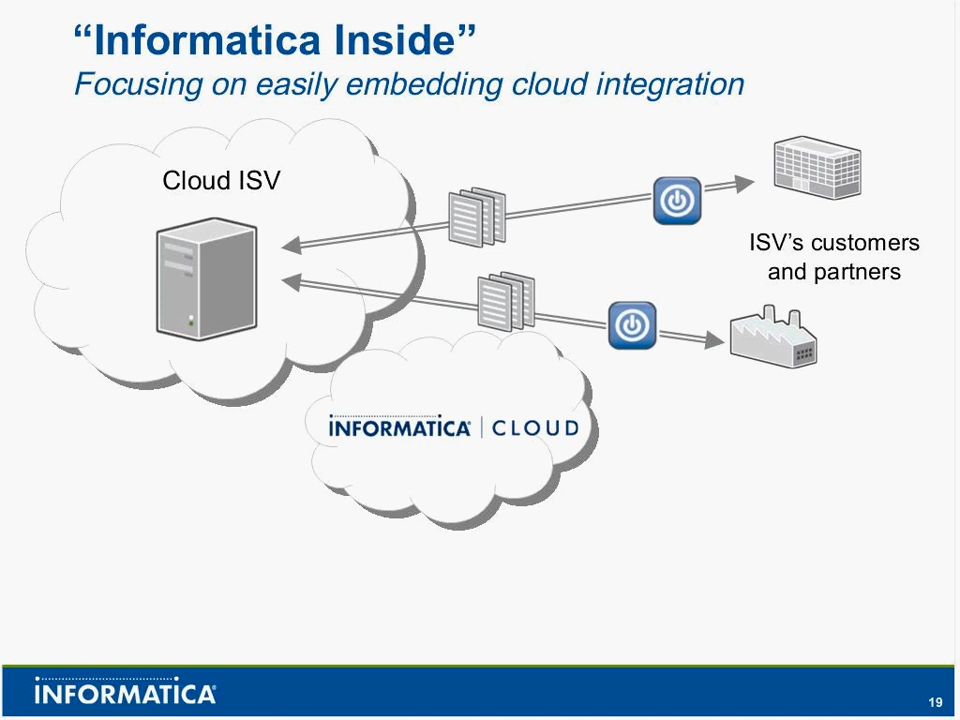 “Informatica Inside”
Focusing on easily embedding cloud integration
Cloud ISV
ISV’s customers
and partners
INFORMATICA® | CLOUD
INFORMATICA®
19